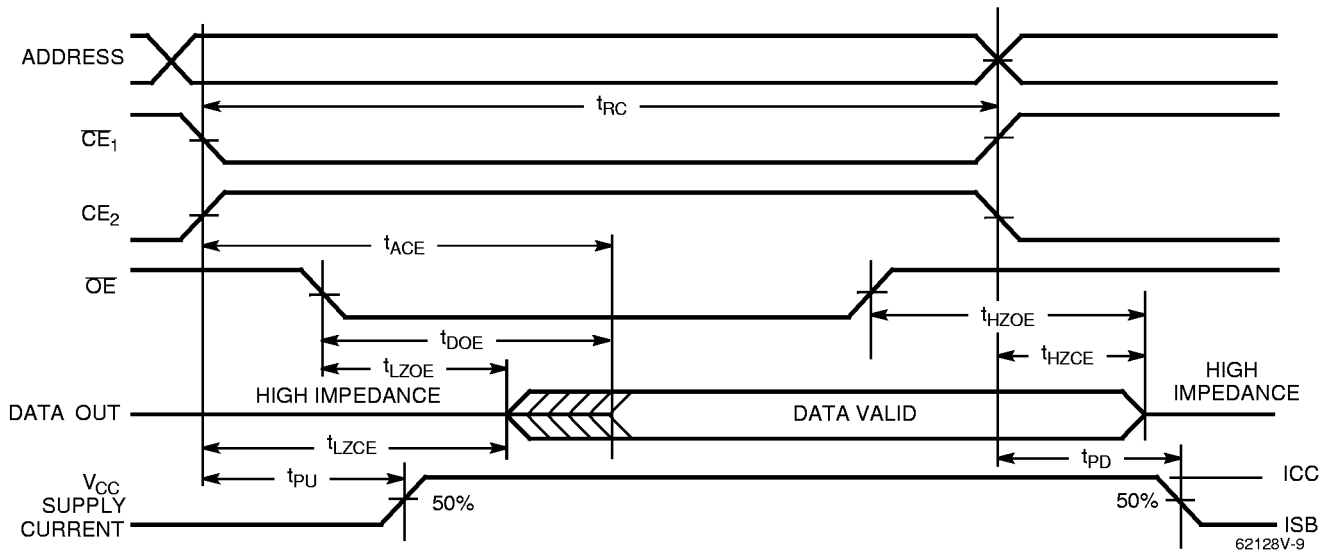 ADDRESS
tRC
CE1
CE2
tACE
OE
tHZOE
tDOE
tHZCE
tLZOE
HIGH IMPEDANCE
HIGH
IMPEDANCE
DATA OUT
DATA VALID
tLZCE
tPD
tPU
VCC
SUPPLY
CURRENT
50%
50%
ICC
ISB
62128V-9